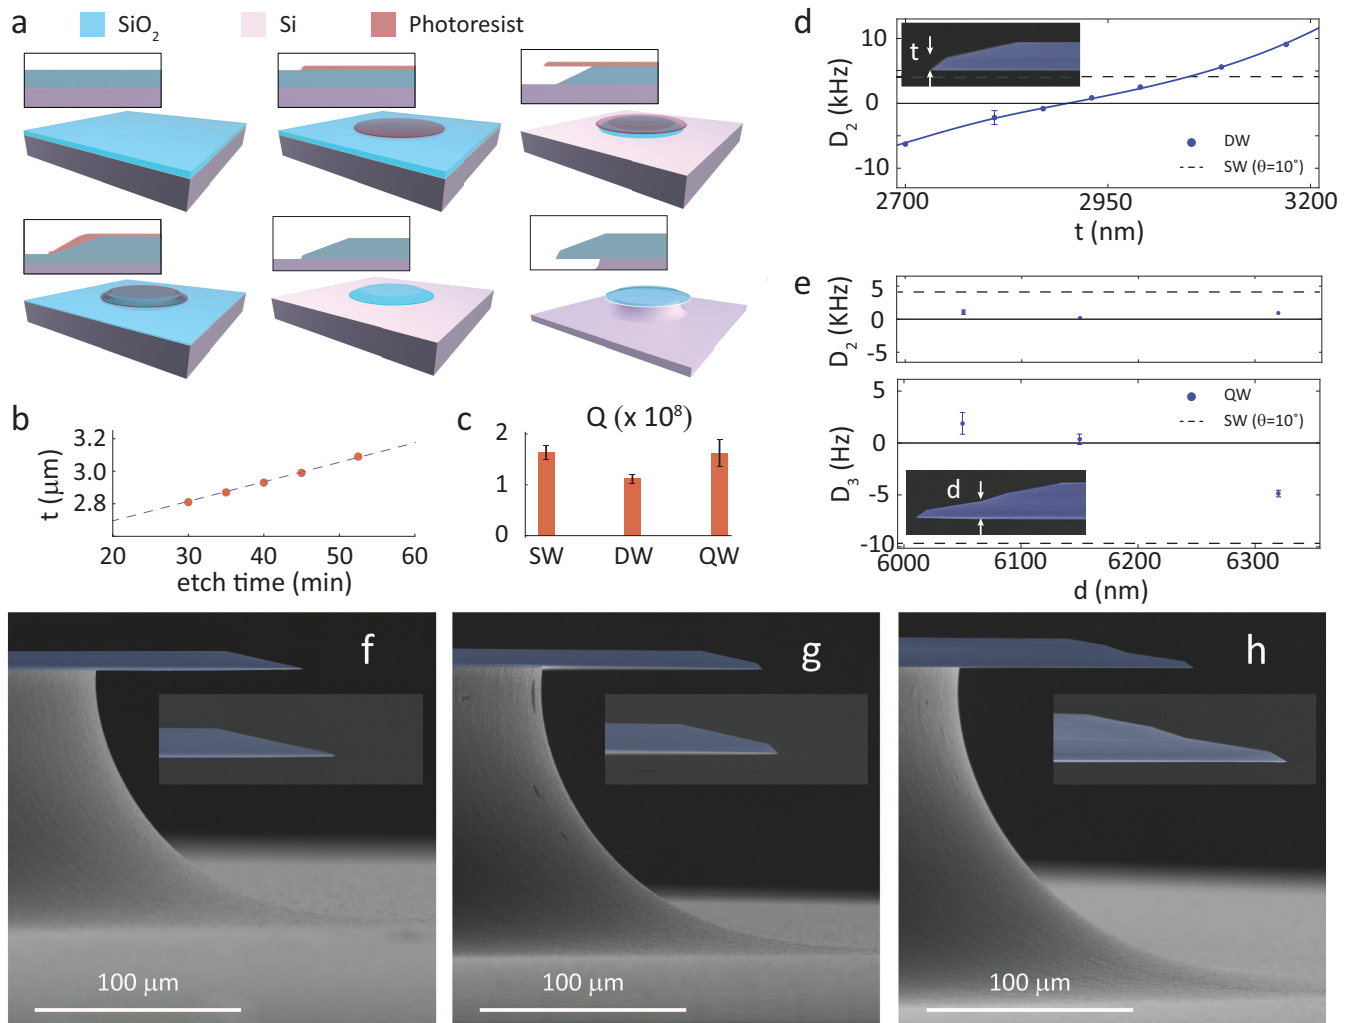 a
SiO₂
Si
Photoresist
b
t (μm)
3.2
3.0
2.8
20
30
40
50
60
etch time (min)
c
Q (x 10⁸)
2
1
0
SW
DW
QW
d
t
D₂ (kHz)
10
0
-10
DW
SW (θ=10˚)
2700
2950
3200
t (nm)
e
D₂ (KHz)
5
0
-5
D₃ (Hz)
5
0
-5
-10
QW
SW (θ=10˚)
d
6000
6100
6200
6300
d (nm)
f
100 μm
g
100 μm
h
100 μm